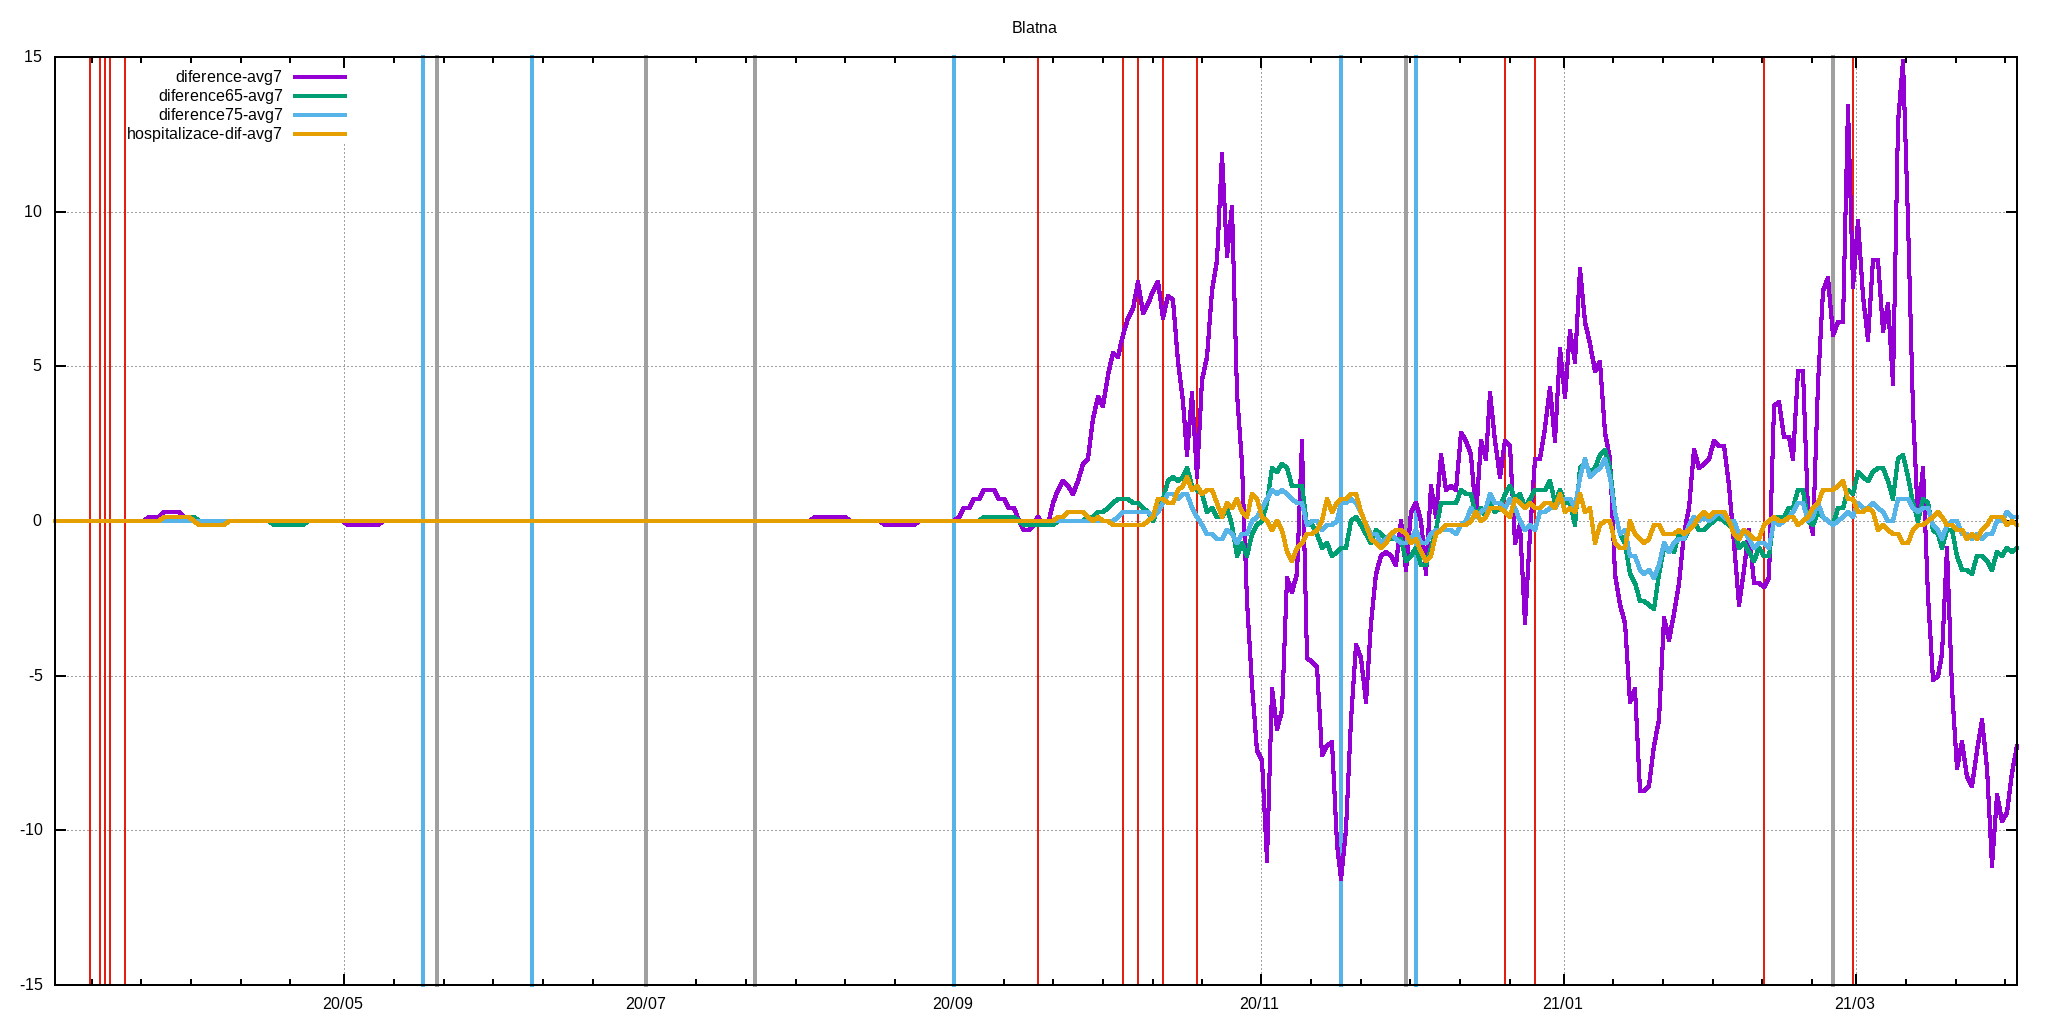 Blatna
diference-avg7
diference65-avg7
diference75-avg7
hospitalizace-dif-avg7
15
10
5
0
-5
-10
-15
20/05 20/07 20/09 20/11 21/01 21/03